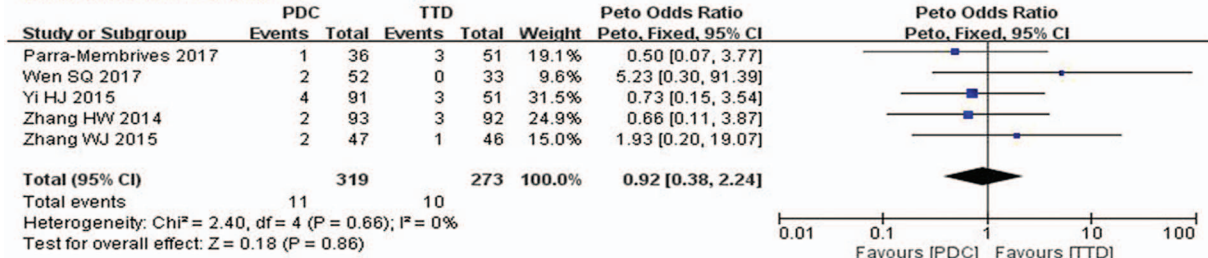 PDC TTD Peto Odds Ratio Peto Odds Ratio
Study or Subgroup Events Total Events Total Weight Peto, Fixed, 95% CI Peto, Fixed, 95% CI
Parra-Membrives 2017 1 36 3 51 19.1% 0.50 [0.07, 3.77]
Wen SQ 2017 2 52 0 33 9.6% 5.23 [0.30, 91.39]
Yi HJ 2015 4 91 3 51 31.5% 0.73 [0.15, 3.54]
Zhang HW 2014 2 93 3 92 24.9% 0.66 [0.11, 3.87]
Zhang WJ 2015 2 47 1 46 15.0% 1.93 [0.20, 19.07]
Total (95% CI) 319 273 100.0% 0.92 [0.38, 2.24]
Total events 11 10
Heterogeneity: Chi² = 2.40, df = 4 (P = 0.66); I² = 0%
Test for overall effect: Z = 0.18 (P = 0.86)
0.01 0.1 1 10 100
Favours [PDC] Favours [TTD]